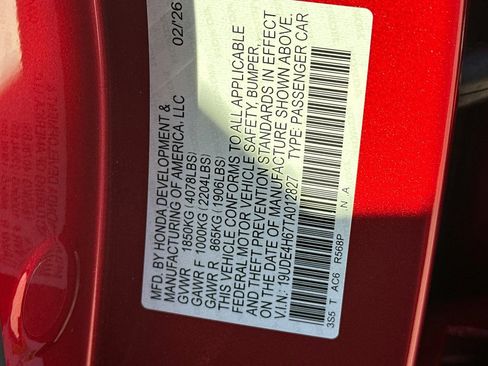 MFD. BY HONDA DEVELOPMENT & 02/'26
MANUFACTURING OF AMERICA, LLC
GVWR 1850KG(4078LBS)
GAWR F 1000KG(2204LBS)
GAWR R 865KG(1906LBS)
THIS VEHICLE CONFORMS TO ALL APPLICABLE
FEDERAL MOTOR VEHICLE SAFETY, BUMPER,
AND THEFT PREVENTION STANDARDS IN EFFECT
ON THE DATE OF MANUFACTURE SHOWN ABOVE.
V.I.N: 19UDE4H67TA012827 TYPE:PASSENGER CAR
3S5 T AC6 R568P N A